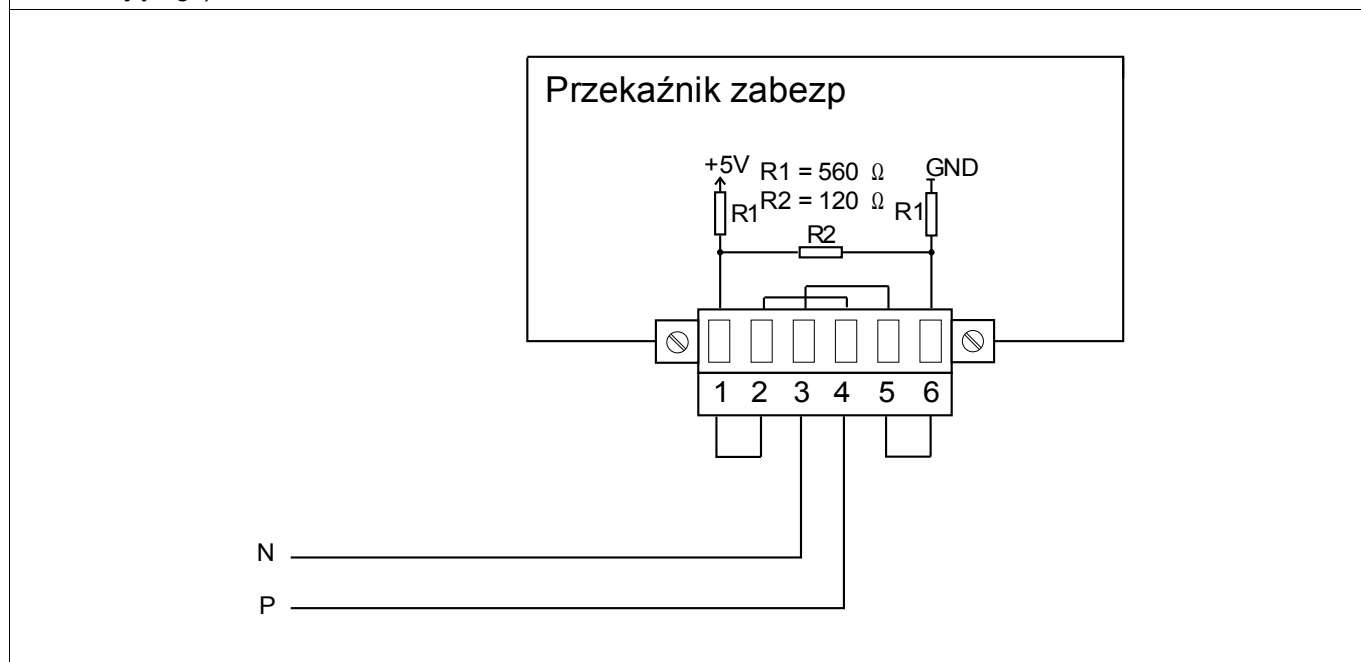 Przekaźnik zabezp
+5V R1 = 560 Ω GND
R2 = 120 Ω
R1 R1
R2
1 2 3 4 5 6
N
P